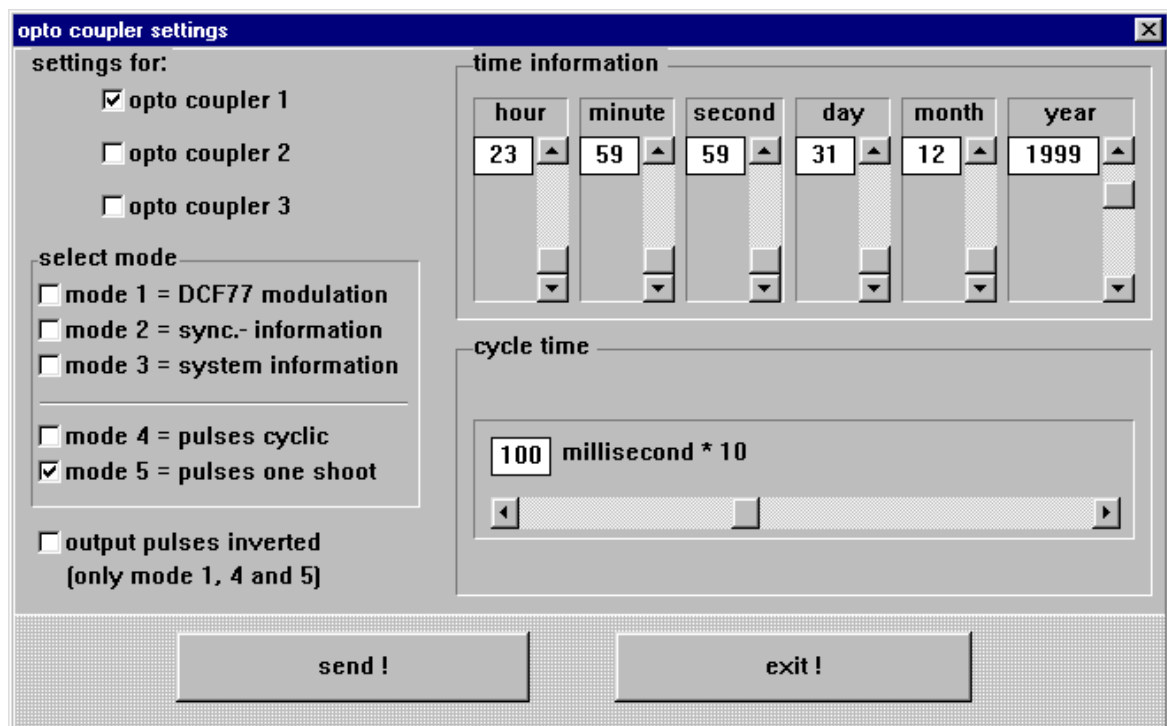 opto coupler settings
settings for:
opto coupler 1
opto coupler 2
opto coupler 3
select mode
mode 1 = DCF77 modulation
mode 2 = sync.- information
mode 3 = system information
mode 4 = pulses cyclic
mode 5 = pulses one shoot
output pulses inverted
(only mode 1, 4 and 5)
time information
hour minute second day month year
23 59 59 31 12 1999
cycle time
100 millisecond * 10
send !
exit !